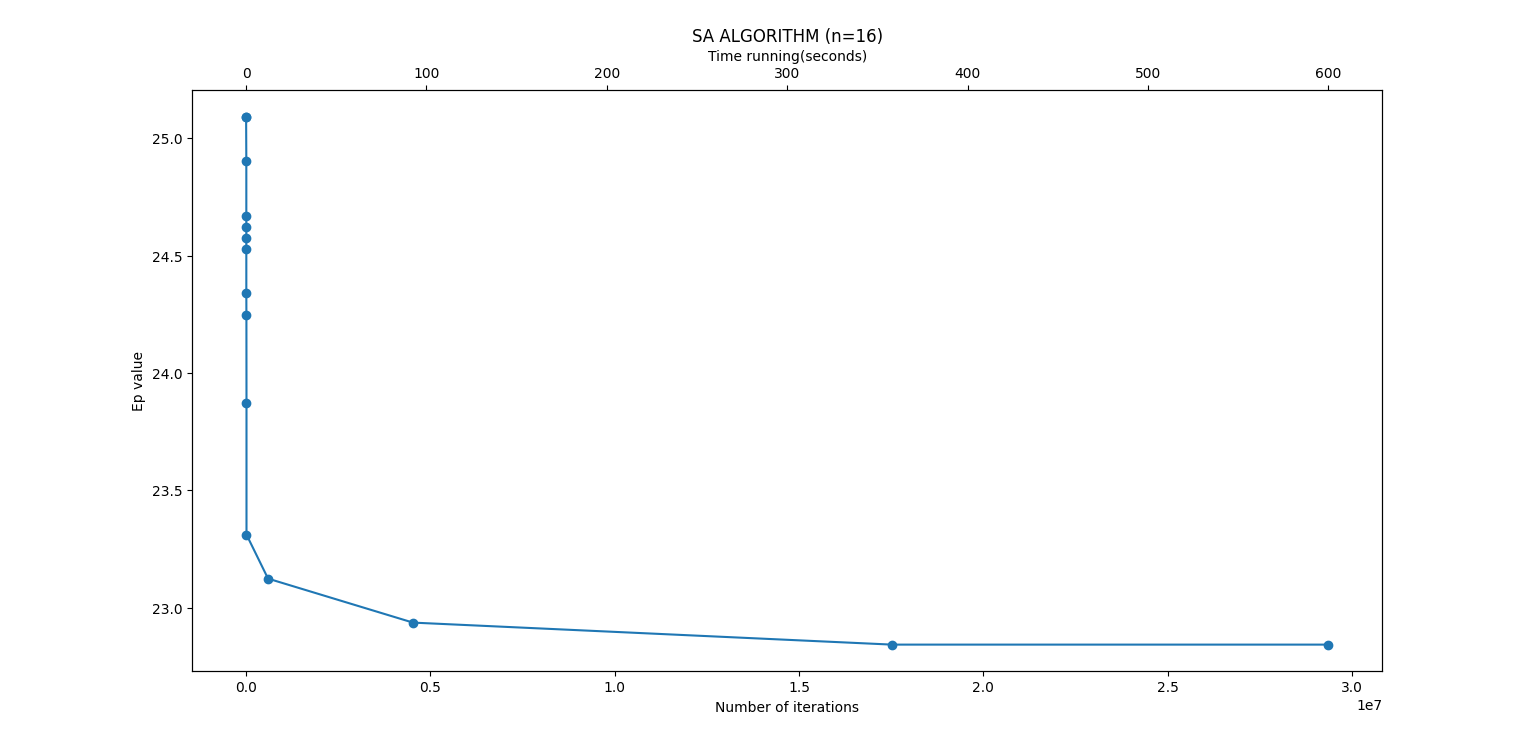 SA ALGORITHM (n=16)
Time running(seconds)
0 100 200 300 400 500 600
25.0
24.5
24.0
23.5
23.0
Ep value
0.0 0.5 1.0 1.5 2.0 2.5 3.0
1e7
Number of iterations